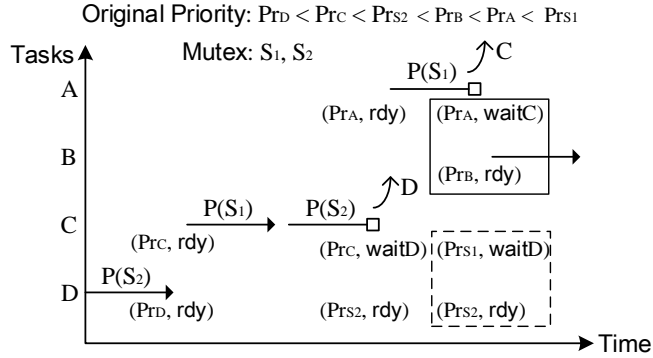 Original Priority: PrD < PrC < PrS2 < PrB < PrA < PrS1
Tasks
Mutex: S1, S2
C
P(S1)
A
(PrA, rdy)
(PrA, waitC)
B
(PrB, rdy)
D
P(S1)
P(S2)
C
(PrC, rdy)
(PrC, waitD)
(PrS1, waitD)
P(S2)
D
(PrD, rdy)
(PrS2, rdy)
(PrS2, rdy)
Time